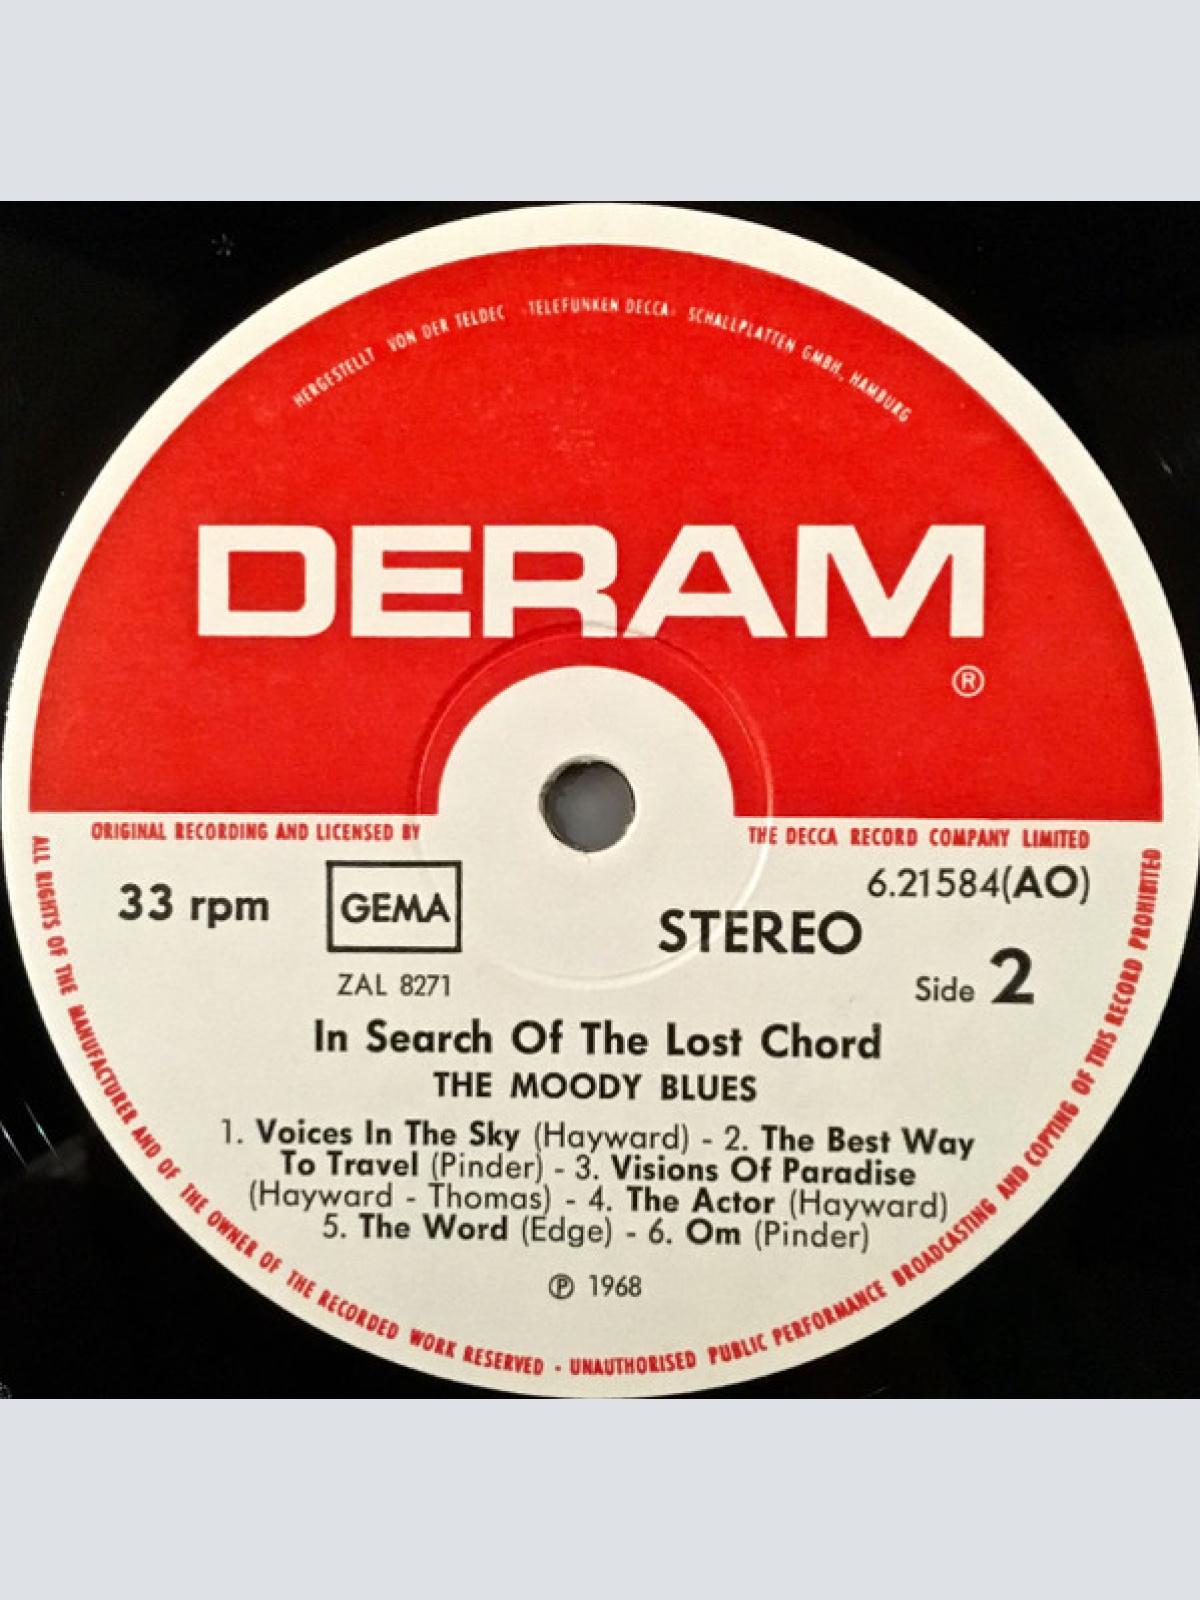 HERGESTELLT VON DER TELDEC »TELEFUNKEN DECCA« SCHALLPLATTEN GMBH, HAMBURG
DERAM
®
ORIGINAL RECORDING AND LICENSED BY THE DECCA RECORD COMPANY LIMITED
33 rpm
GEMA
ZAL 8271
6.21584(AO)
STEREO
Side 2
In Search Of The Lost Chord
THE MOODY BLUES
1. Voices In The Sky (Hayward) - 2. The Best Way
To Travel (Pinder) - 3. Visions Of Paradise
(Hayward - Thomas) - 4. The Actor (Hayward)
5. The Word (Edge) - 6. Om (Pinder)
℗ 1968
ALL RIGHTS OF THE MANUFACTURER AND OF THE OWNER OF THE RECORDED WORK RESERVED - UNAUTHORISED PUBLIC PERFORMANCE BROADCASTING AND COPYING OF THIS RECORD PROHIBITED